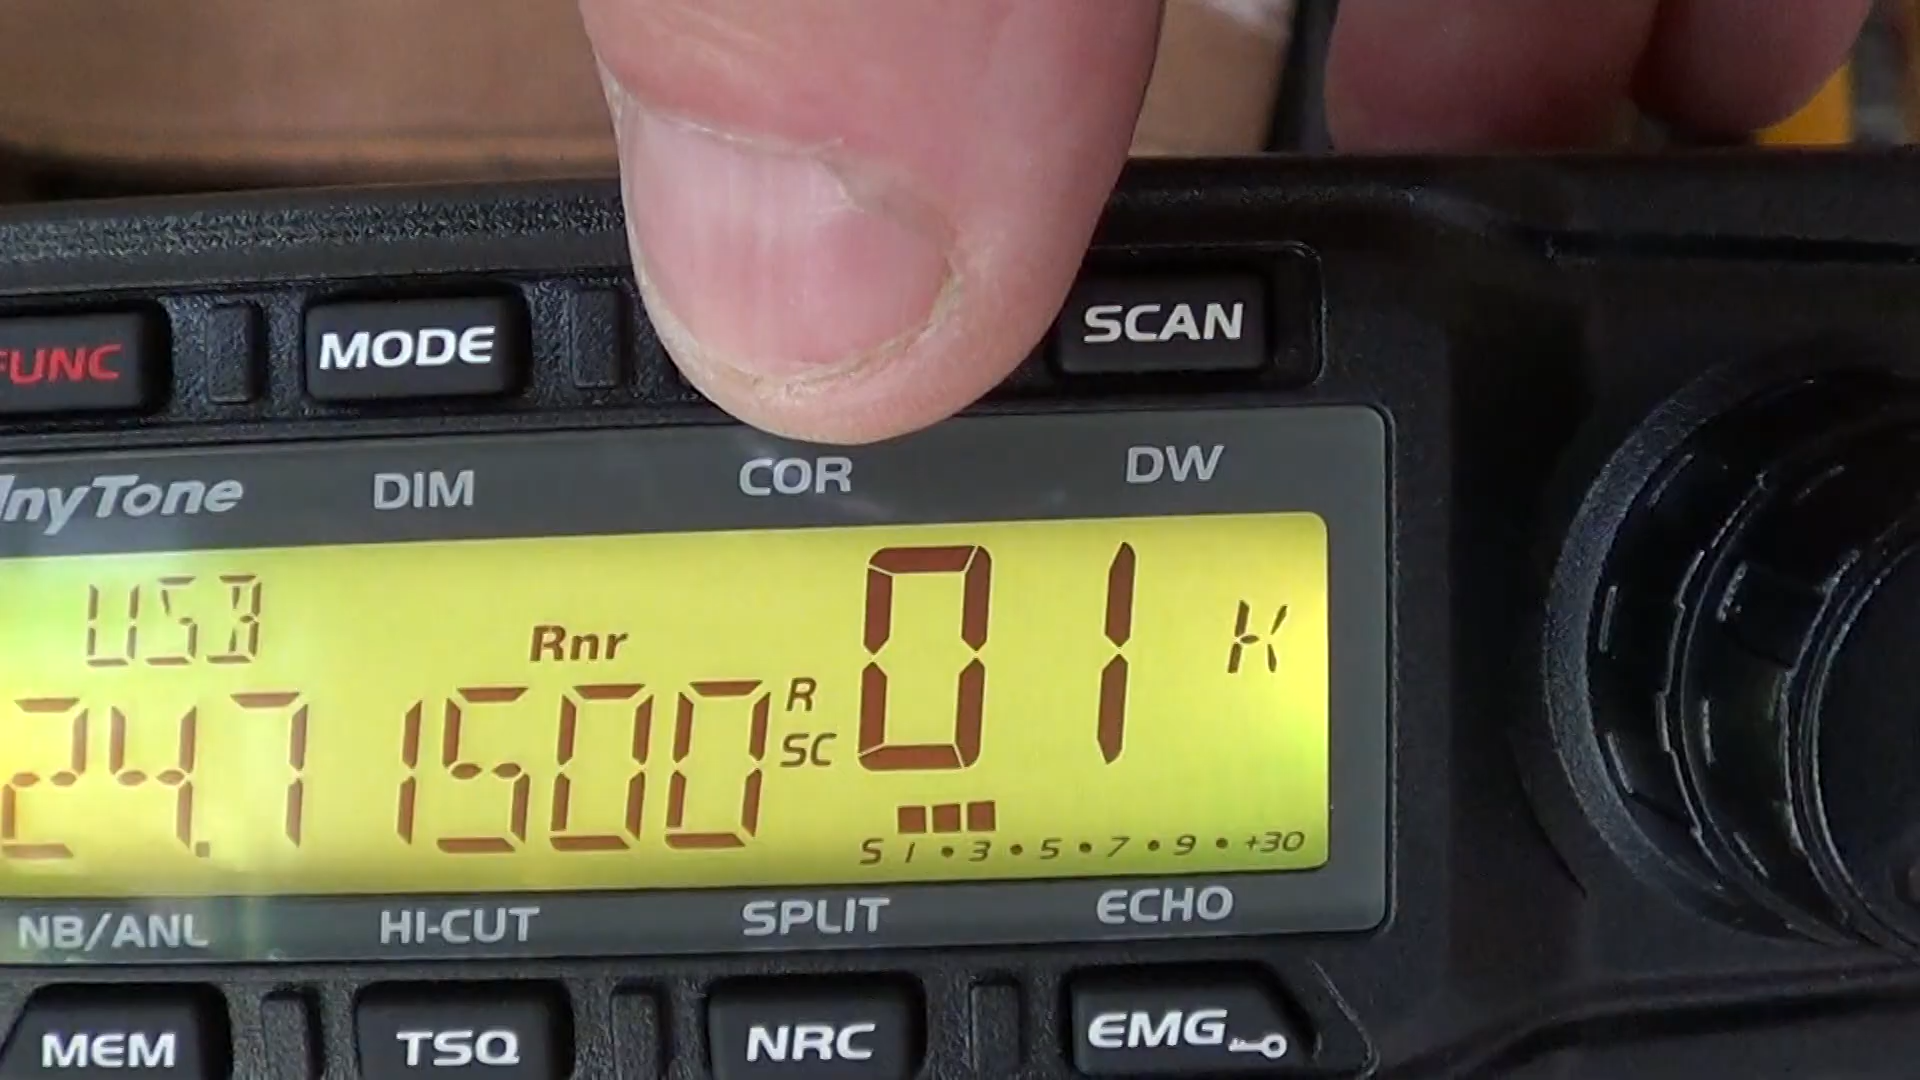 FUNC MODE SCAN
AnyTone DIM COR DW
USB Rnr 01 K
24.71500 R
SC
S 1 • 3 • 5 • 7 • 9 • +30
NB/ANL HI-CUT SPLIT ECHO
MEM TSQ NRC EMG